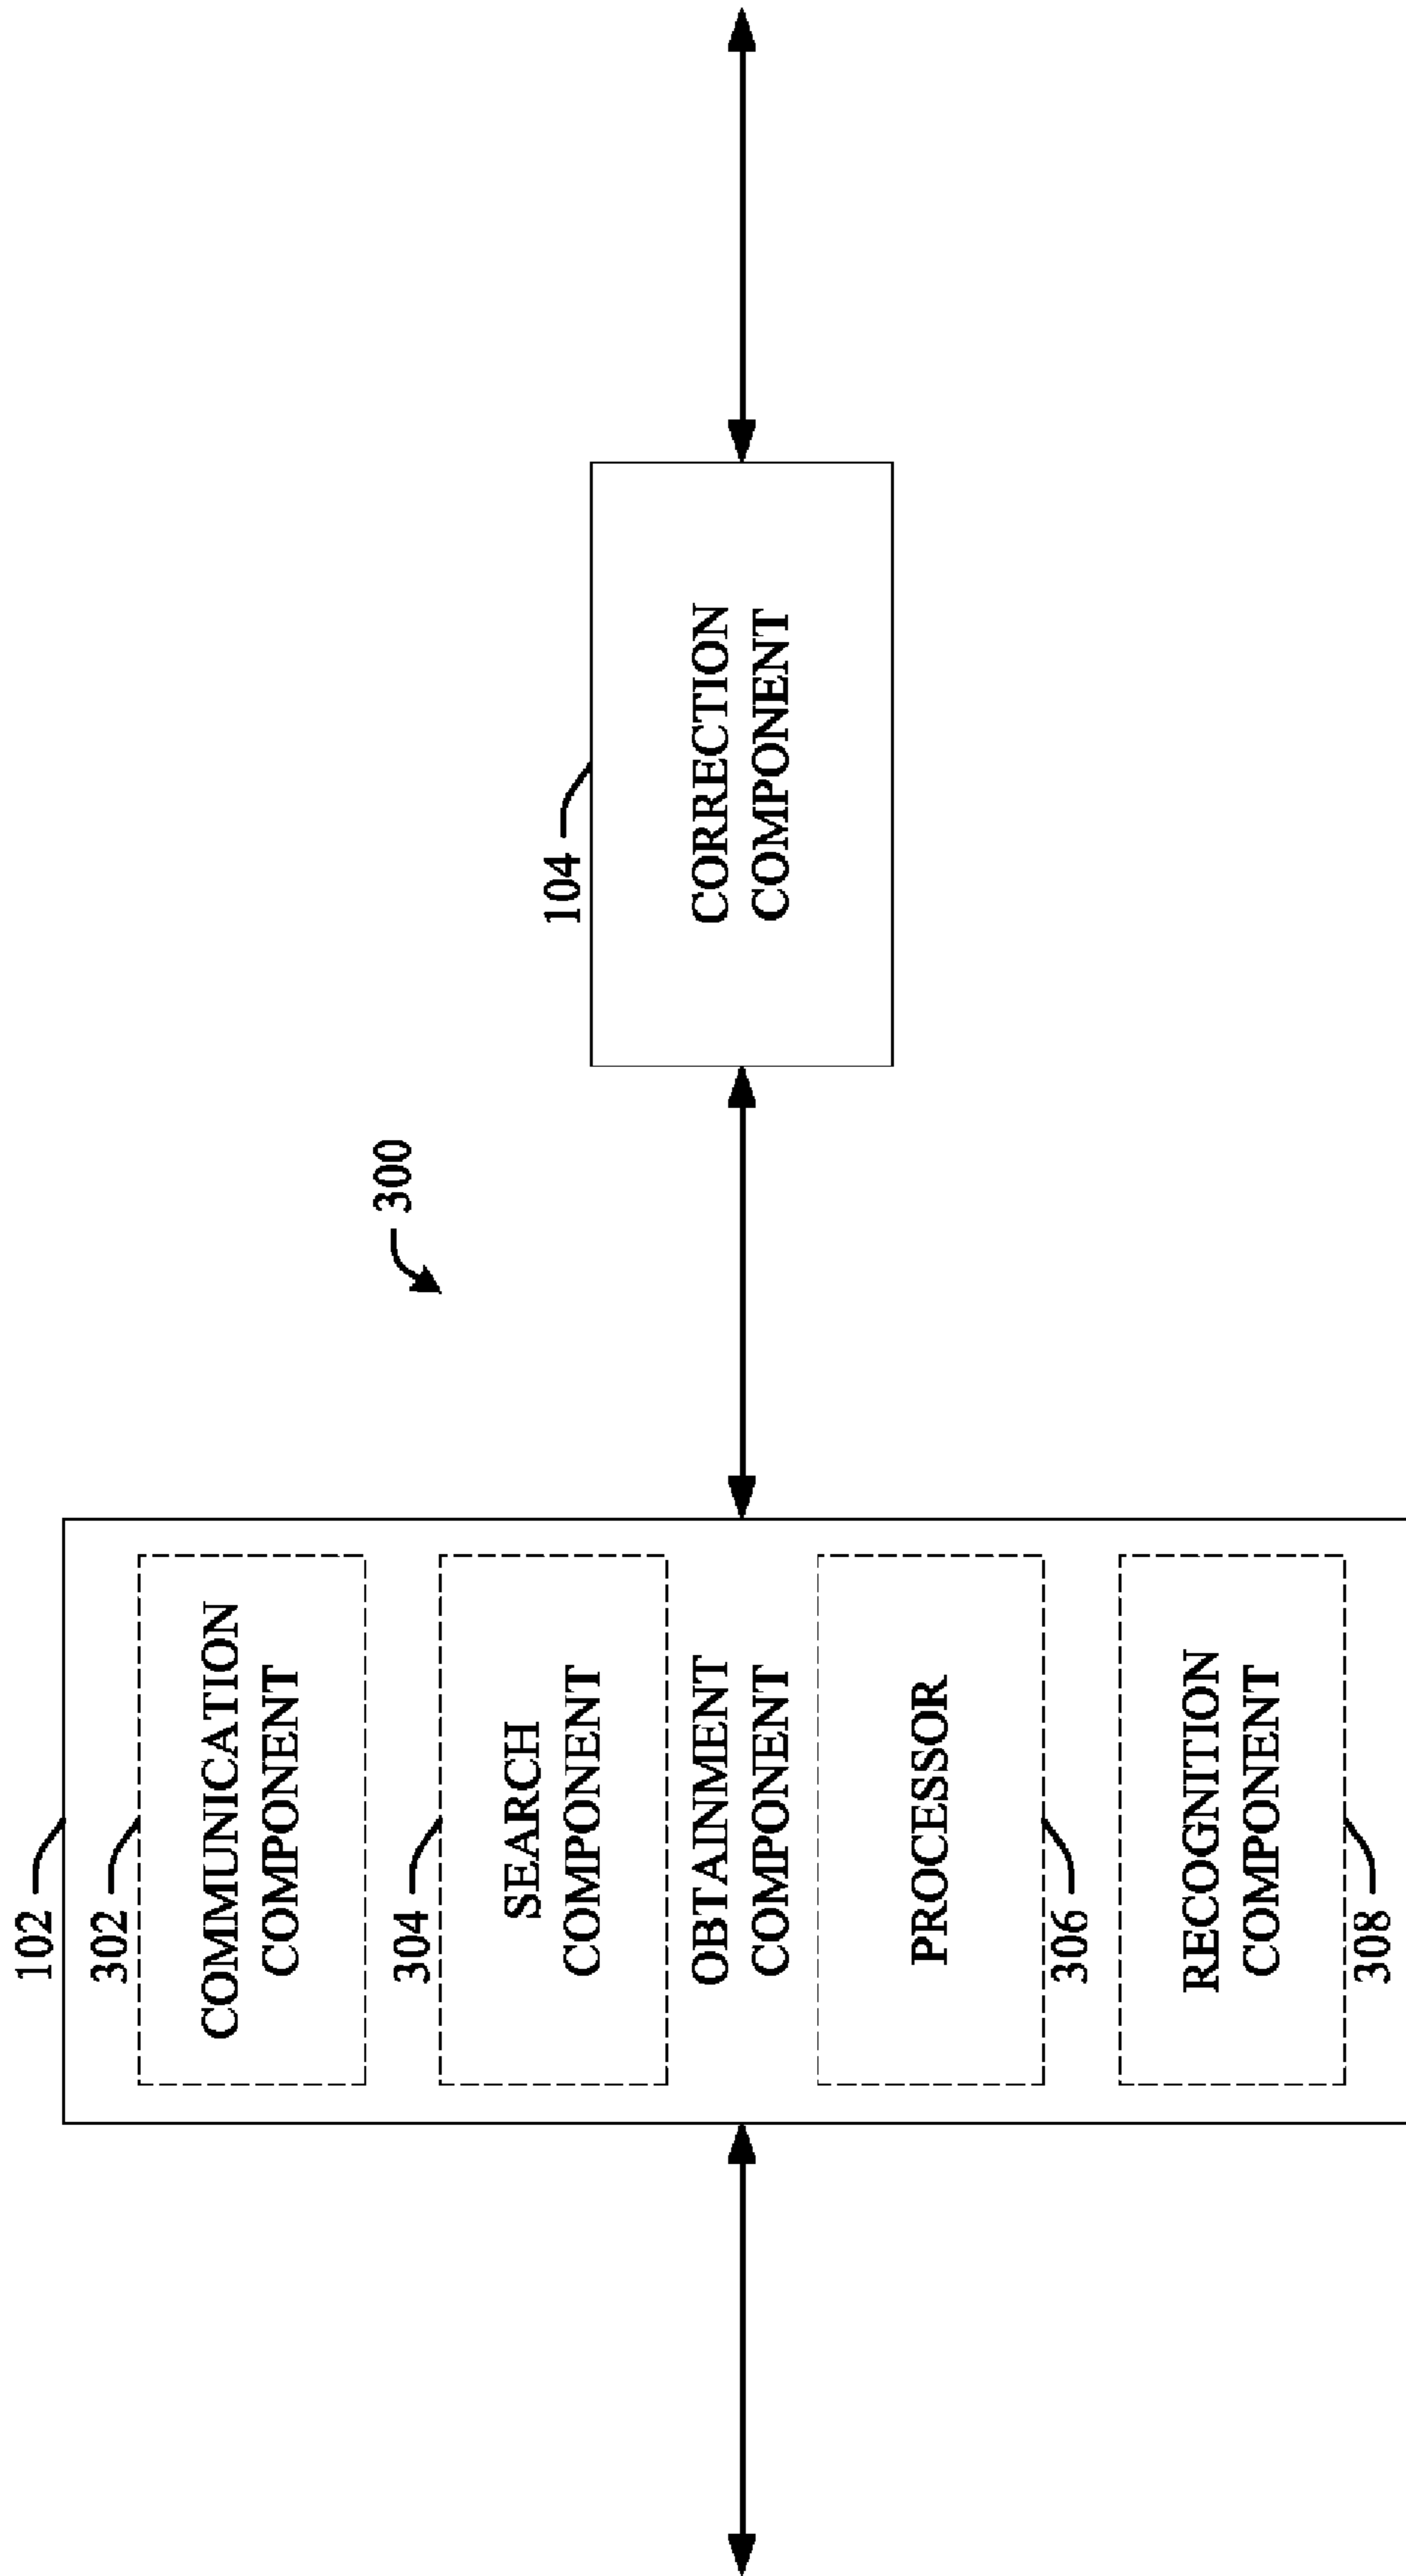 300
102
302
COMMUNICATION
COMPONENT
304
SEARCH
COMPONENT
OBTAINMENT
COMPONENT
PROCESSOR
306
RECOGNITION
COMPONENT
308
104
CORRECTION
COMPONENT